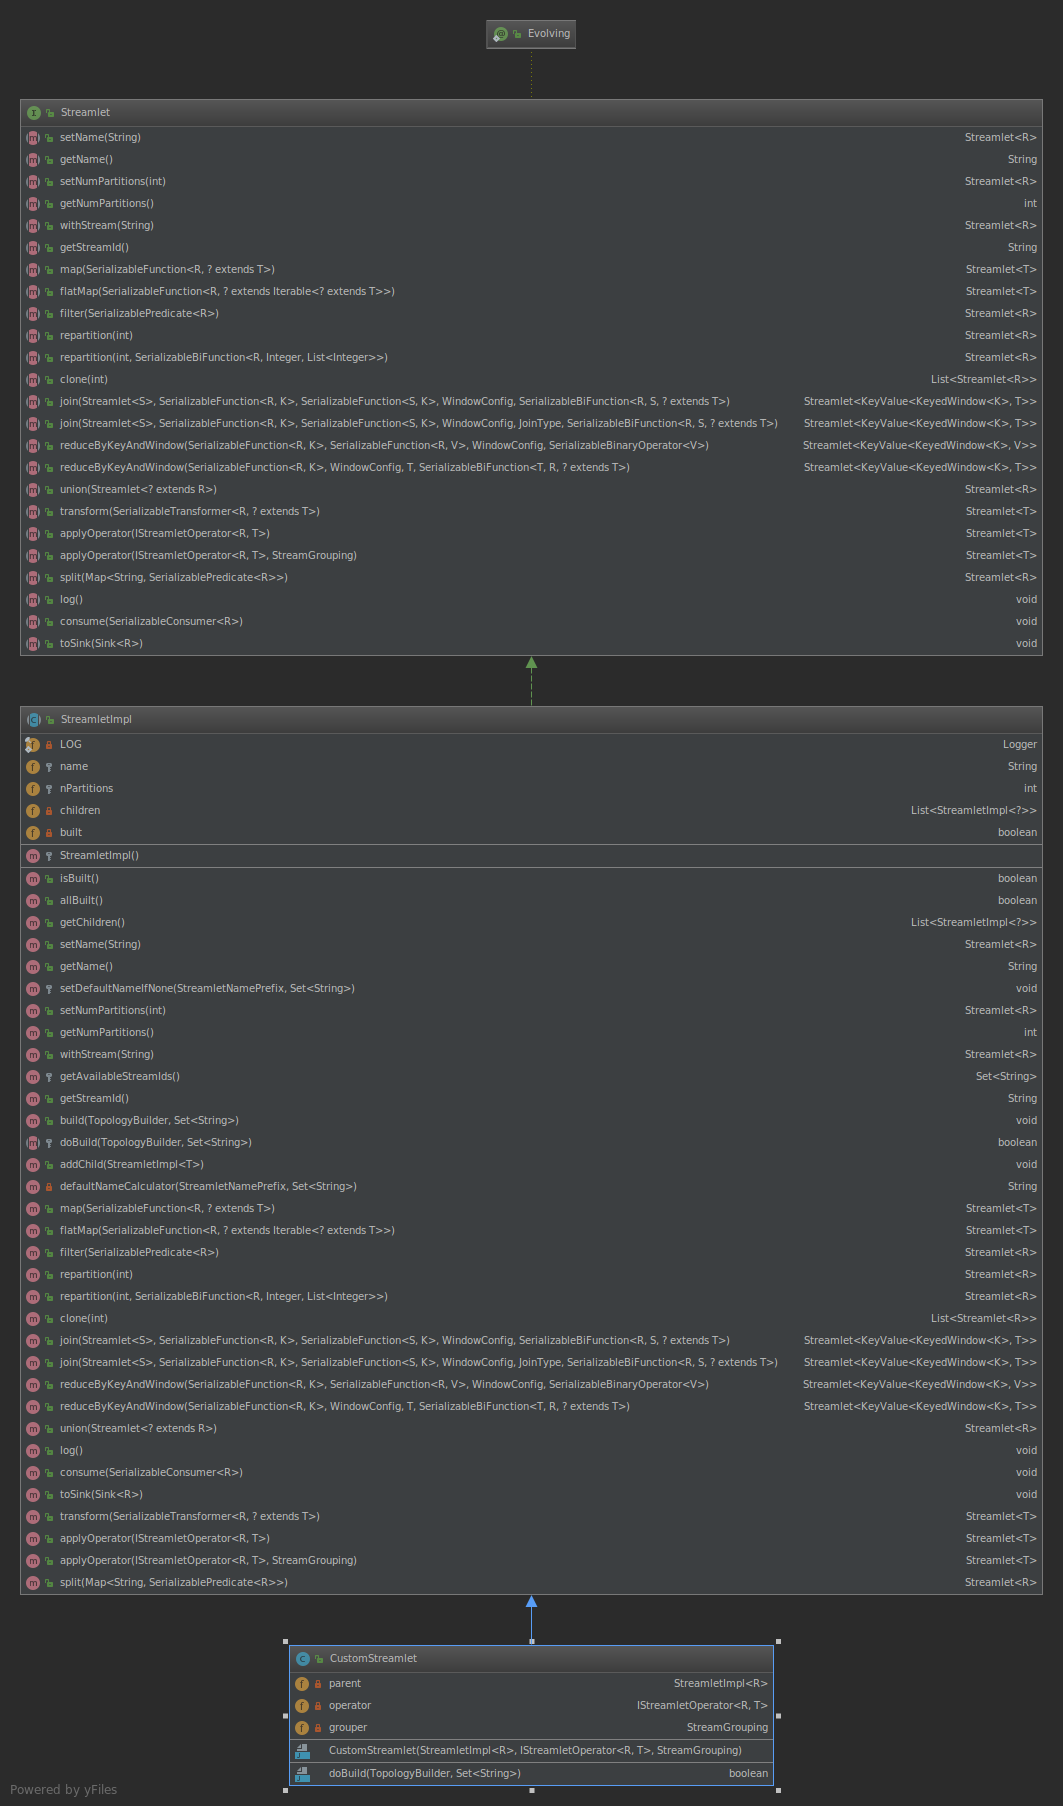 Evolving
Streamlet
setName(String) Streamlet<R>
getName() String
setNumPartitions(int) Streamlet<R>
getNumPartitions() int
withStream(String) Streamlet<R>
getStreamId() String
map(SerializableFunction<R, ? extends T>) Streamlet<T>
flatMap(SerializableFunction<R, ? extends Iterable<? extends T>>) Streamlet<T>
filter(SerializablePredicate<R>) Streamlet<R>
repartition(int) Streamlet<R>
repartition(int, SerializableBiFunction<R, Integer, List<Integer>>) Streamlet<R>
clone(int) List<Streamlet<R>>
join(Streamlet<S>, SerializableFunction<R, K>, SerializableFunction<S, K>, WindowConfig, SerializableBiFunction<R, S, ? extends T>) Streamlet<KeyValue<KeyedWindow<K>, T>>
join(Streamlet<S>, SerializableFunction<R, K>, SerializableFunction<S, K>, WindowConfig, JoinType, SerializableBiFunction<R, S, ? extends T>) Streamlet<KeyValue<KeyedWindow<K>, T>>
reduceByKeyAndWindow(SerializableFunction<R, K>, SerializableFunction<R, V>, WindowConfig, SerializableBinaryOperator<V>) Streamlet<KeyValue<KeyedWindow<K>, V>>
reduceByKeyAndWindow(SerializableFunction<R, K>, WindowConfig, T, SerializableBiFunction<T, R, ? extends T>) Streamlet<KeyValue<KeyedWindow<K>, T>>
union(Streamlet<? extends R>) Streamlet<R>
transform(SerializableTransformer<R, ? extends T>) Streamlet<T>
applyOperator(IStreamletOperator<R, T>) Streamlet<T>
applyOperator(IStreamletOperator<R, T>, StreamGrouping) Streamlet<T>
split(Map<String, SerializablePredicate<R>>) Streamlet<R>
log() void
consume(SerializableConsumer<R>) void
toSink(Sink<R>) void
StreamletImpl
LOG Logger
name String
nPartitions int
children List<StreamletImpl<?>>
built boolean
StreamletImpl()
isBuilt() boolean
allBuilt() boolean
getChildren() List<StreamletImpl<?>>
setName(String) Streamlet<R>
getName() String
setDefaultNameIfNone(StreamletNamePrefix, Set<String>) void
setNumPartitions(int) Streamlet<R>
getNumPartitions() int
withStream(String) Streamlet<R>
getAvailableStreamIds() Set<String>
getStreamId() String
build(TopologyBuilder, Set<String>) void
doBuild(TopologyBuilder, Set<String>) boolean
addChild(StreamletImpl<T>) void
defaultNameCalculator(StreamletNamePrefix, Set<String>) String
map(SerializableFunction<R, ? extends T>) Streamlet<T>
flatMap(SerializableFunction<R, ? extends Iterable<? extends T>>) Streamlet<T>
filter(SerializablePredicate<R>) Streamlet<R>
repartition(int) Streamlet<R>
repartition(int, SerializableBiFunction<R, Integer, List<Integer>>) Streamlet<R>
clone(int) List<Streamlet<R>>
join(Streamlet<S>, SerializableFunction<R, K>, SerializableFunction<S, K>, WindowConfig, SerializableBiFunction<R, S, ? extends T>) Streamlet<KeyValue<KeyedWindow<K>, T>>
join(Streamlet<S>, SerializableFunction<R, K>, SerializableFunction<S, K>, WindowConfig, JoinType, SerializableBiFunction<R, S, ? extends T>) Streamlet<KeyValue<KeyedWindow<K>, T>>
reduceByKeyAndWindow(SerializableFunction<R, K>, SerializableFunction<R, V>, WindowConfig, SerializableBinaryOperator<V>) Streamlet<KeyValue<KeyedWindow<K>, V>>
reduceByKeyAndWindow(SerializableFunction<R, K>, WindowConfig, T, SerializableBiFunction<T, R, ? extends T>) Streamlet<KeyValue<KeyedWindow<K>, T>>
union(Streamlet<? extends R>) Streamlet<R>
log() void
consume(SerializableConsumer<R>) void
toSink(Sink<R>) void
transform(SerializableTransformer<R, ? extends T>) Streamlet<T>
applyOperator(IStreamletOperator<R, T>) Streamlet<T>
applyOperator(IStreamletOperator<R, T>, StreamGrouping) Streamlet<T>
split(Map<String, SerializablePredicate<R>>) Streamlet<R>
CustomStreamlet
parent StreamletImpl<R>
operator IStreamletOperator<R, T>
grouper StreamGrouping
CustomStreamlet(StreamletImpl<R>, IStreamletOperator<R, T>, StreamGrouping)
doBuild(TopologyBuilder, Set<String>) boolean
Powered by yFiles